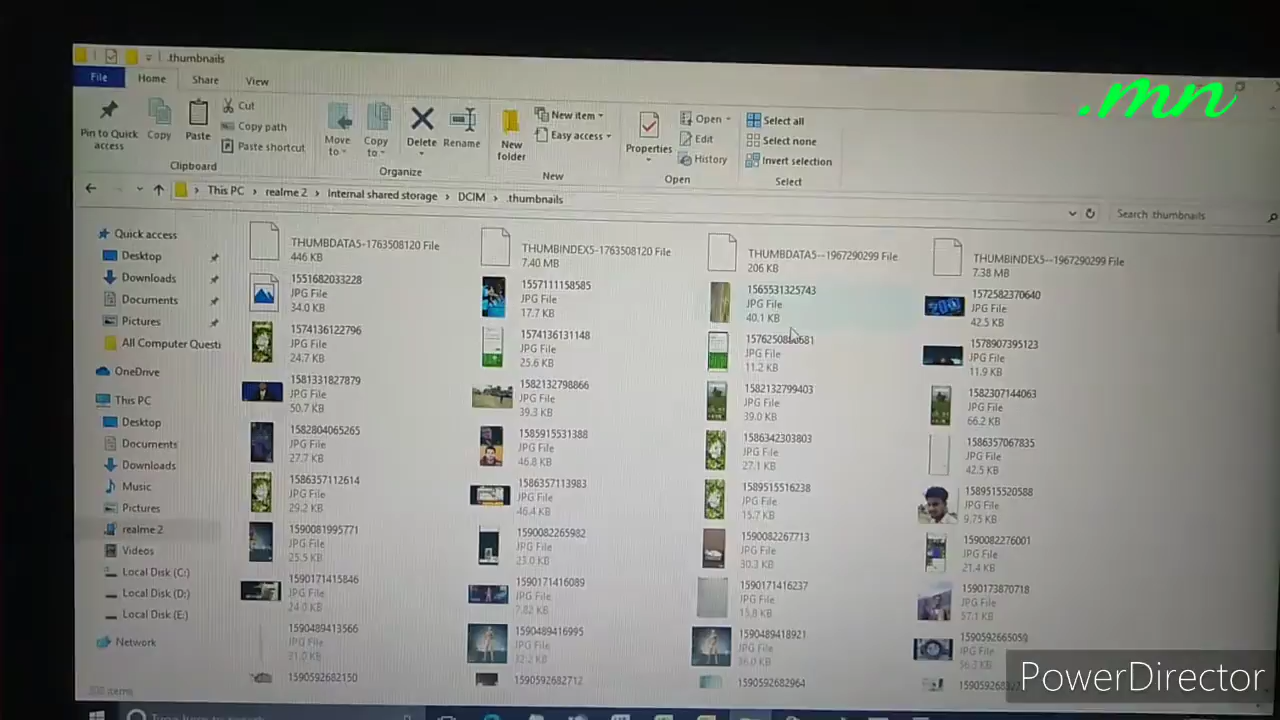 .thumbnails
.mn
File Home Share View
Pin to Quick access
Copy
Paste
Cut
Copy path
Paste shortcut
Clipboard
Move to
Copy to
Delete
Rename
Organize
New folder
New item
Easy access
New
Properties
Open
Edit
History
Open
Select all
Select none
Invert selection
Select
This PC > realme 2 > Internal shared storage > DCIM > .thumbnails
Search .thumbnails
Quick access
Desktop
Downloads
Documents
Pictures
All Computer Questi
OneDrive
This PC
Desktop
Documents
Downloads
Music
Pictures
realme 2
Videos
Local Disk (C:)
Local Disk (D:)
Local Disk (E:)
Network
THUMBDATA5-1763508120 File
446 KB
THUMBINDEX5-1763508120 File
7.40 MB
THUMBDATA5--1967290299 File
206 KB
THUMBINDEX5--1967290299 File
7.38 MB
1551682033228
JPG File
34.0 KB
1557111158585
JPG File
17.7 KB
1565531325743
JPG File
40.1 KB
1572582370640
JPG File
42.5 KB
1574136122796
JPG File
24.7 KB
1574136131148
JPG File
25.6 KB
JPG File
11.2 KB
1578907395123
JPG File
11.9 KB
1581331827879
JPG File
50.7 KB
1582132798866
JPG File
39.3 KB
1582132799403
JPG File
39.0 KB
1582307144063
JPG File
66.2 KB
1582804065265
JPG File
27.7 KB
1585915531388
JPG File
46.8 KB
1586342303803
JPG File
27.1 KB
1586357067835
JPG File
42.5 KB
1586357112614
JPG File
29.2 KB
1586357113983
JPG File
46.4 KB
1589515516238
JPG File
15.7 KB
1589515520588
JPG File
9.75 KB
1590081995771
JPG File
25.5 KB
1590082265982
JPG File
23.0 KB
1590082267713
JPG File
30.3 KB
1590082276001
JPG File
21.4 KB
1590171415846
JPG File
24.0 KB
1590171416089
JPG File
7.82 KB
1590171416237
JPG File
15.8 KB
1590173870718
JPG File
57.1 KB
1590489413566
JPG File
31.0 KB
1590489416995
JPG File
32.2 KB
1590489418921
JPG File
36.0 KB
1590592665059
JPG File
56.3 KB
1590592682150
1590592682712
1590592682964
PowerDirector